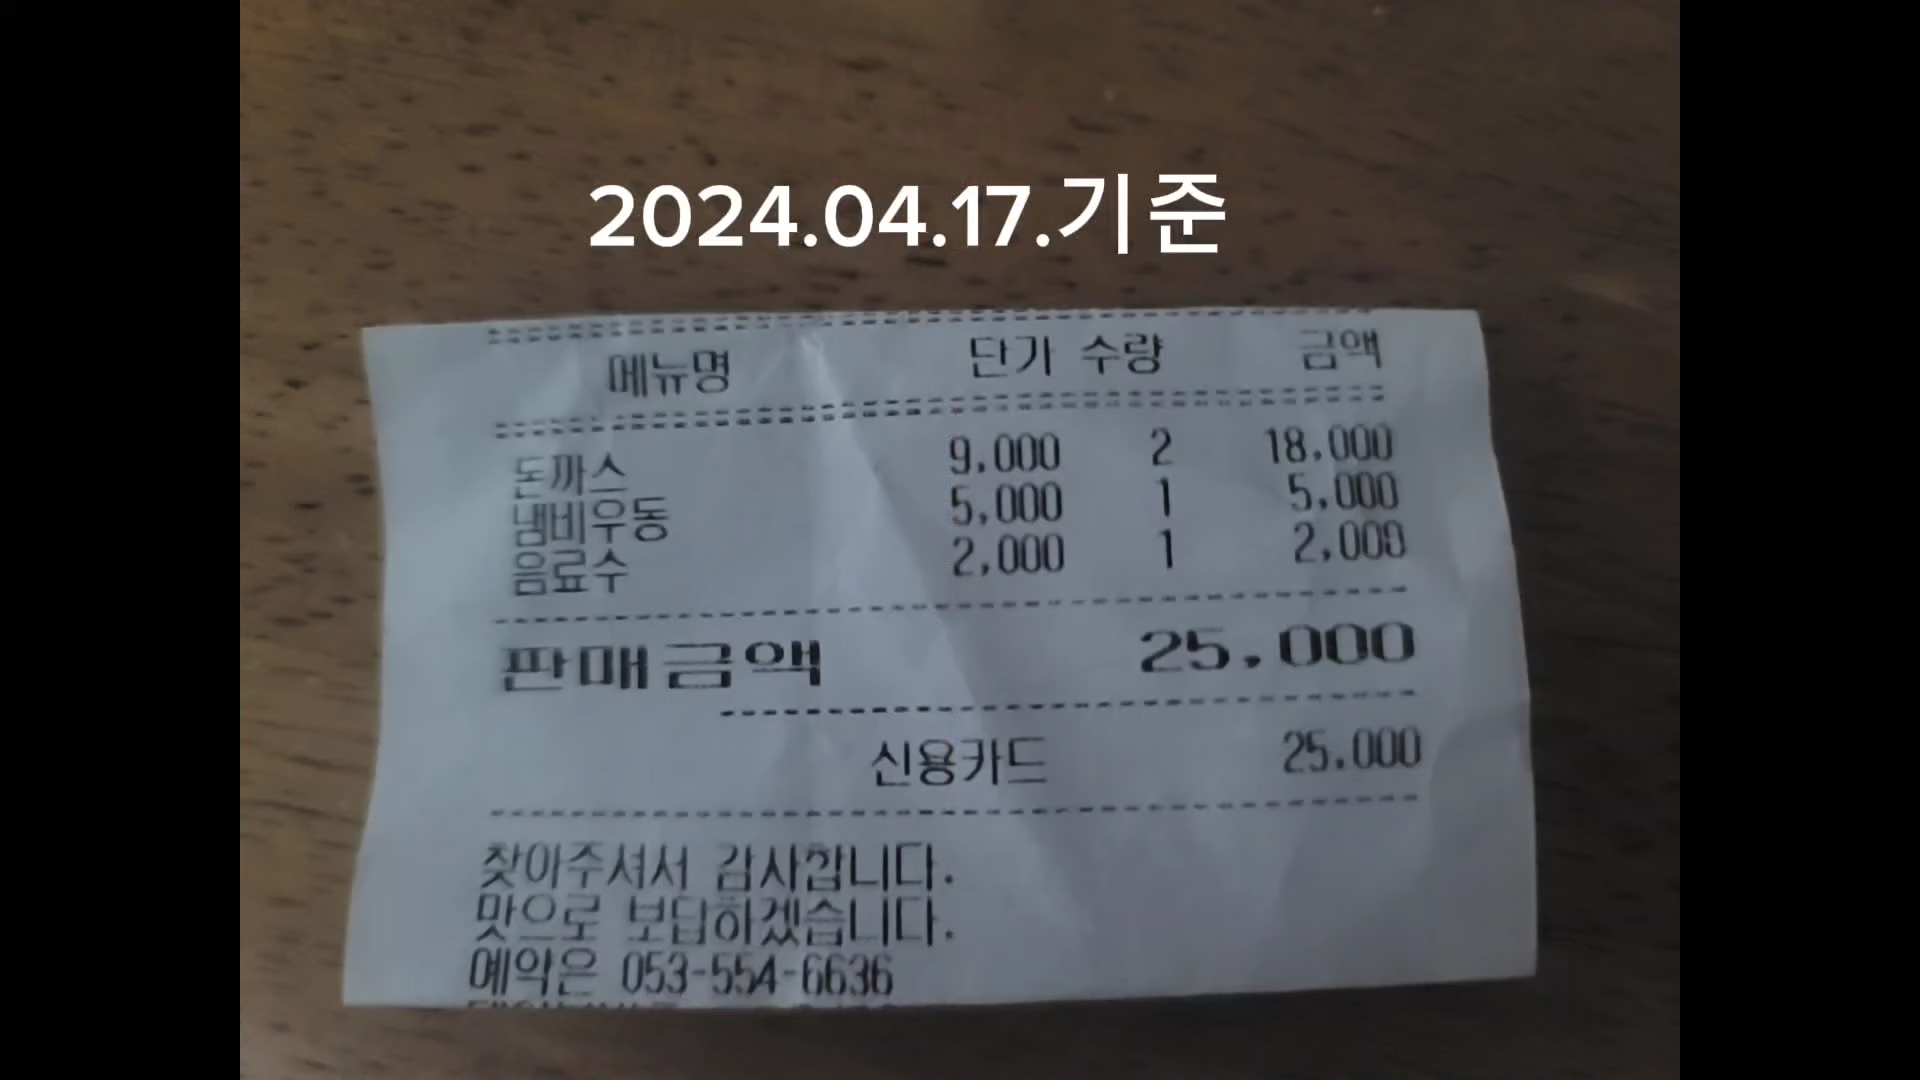 2024.04.17.기준
메뉴명 단가 수량 금액
돈까스 9,000 2 18,000
냄비우동 5,000 1 5,000
음료수 2,000 1 2,000
판매금액 25,000
신용카드 25,000
찾아주셔서 감사합니다.
맛으로 보답하겠습니다.
예약은 053-554-6636